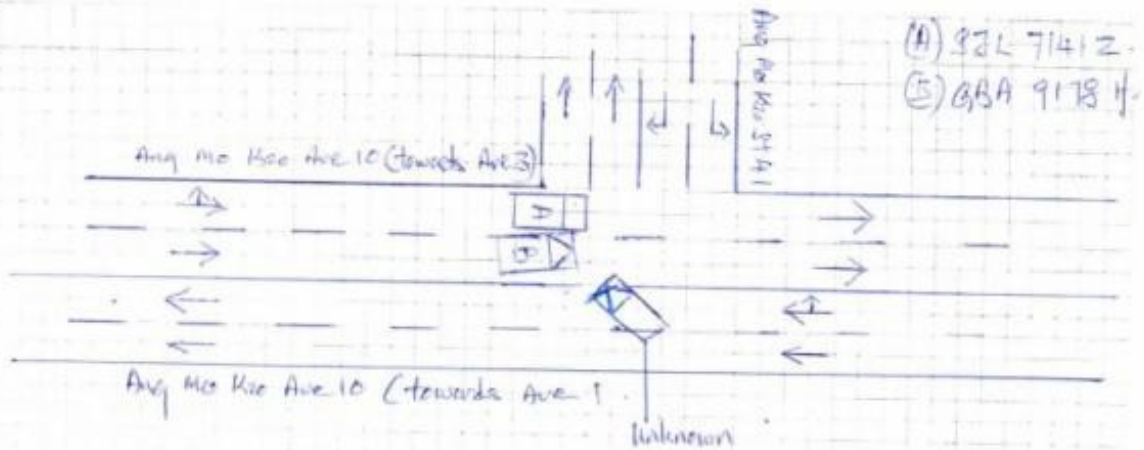 (A) SJL 7141Z.
(B) GBA 9178 Y.
Ang Mo Kio St 41
Ang Mo Kio Ave 10 (towards Ave 3)
A
B
Ang Mo Kio Ave 10 (towards Ave 1.
Unknown